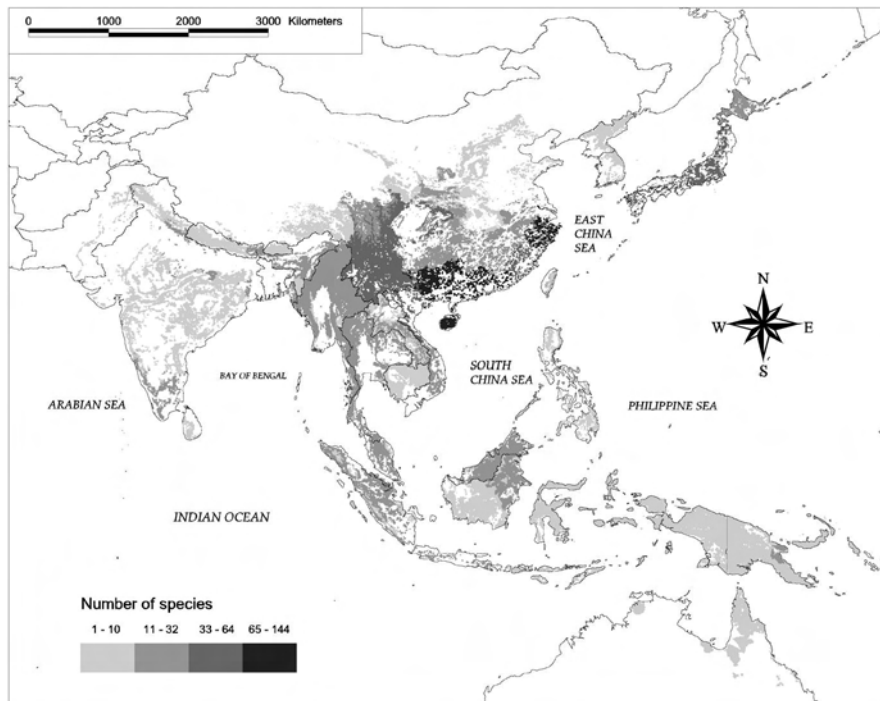 0 1000 2000 3000 Kilometers
EAST
CHINA
SEA
N
W E
S
SOUTH
CHINA SEA
BAY OF BENGAL
ARABIAN SEA
PHILIPPINE SEA
INDIAN OCEAN
Number of species
1 - 10 11 - 32 33 - 64 65 - 144